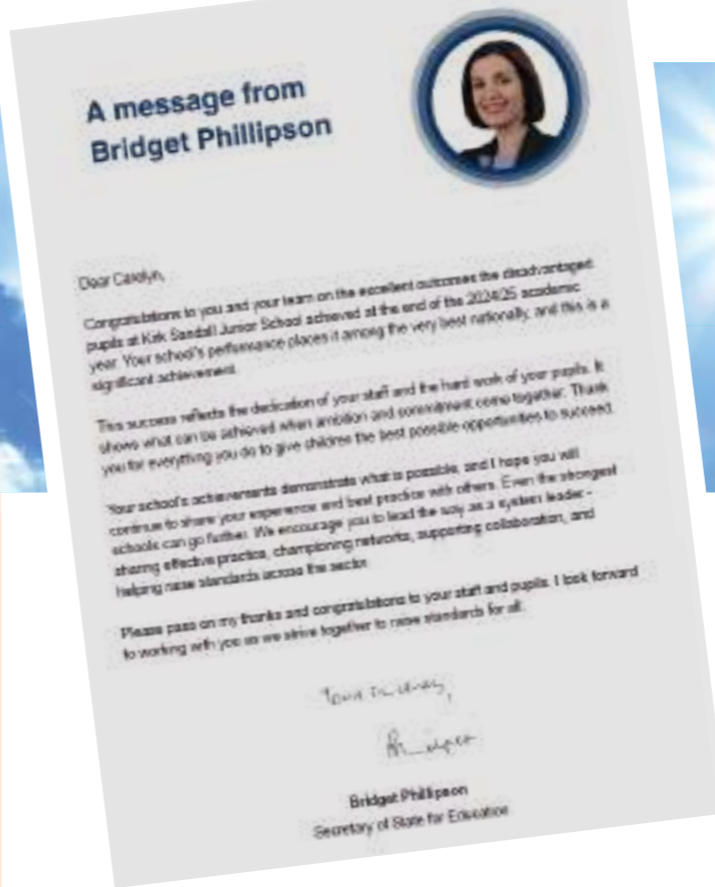 A message from
Bridget Phillipson
Dear Carolyn,
Congratulations to you and your team on the excellent outcomes the disadvantaged
pupils at Kirk Sandall Junior School achieved at the end of the 2024/25 academic
year. Your school's performance places it among the very best nationally, and this is a
significant achievement.
This success reflects the dedication of your staff and the hard work of your pupils. It
shows what can be achieved when ambition and commitment come together. Thank
you for everything you do to give children the best possible opportunities to succeed.
Your school's achievements demonstrate what is possible, and I hope you will
continue to share your experience and best practice with others. Even the strongest
schools can go further. We encourage you to lead the way as a system leader -
sharing effective practice, championing networks, supporting collaboration, and
helping raise standards across the sector.
Please pass on my thanks and congratulations to your staff and pupils. I look forward
to working with you as we strive together to raise standards for all.
Bridget Phillipson
Secretary of State for Education